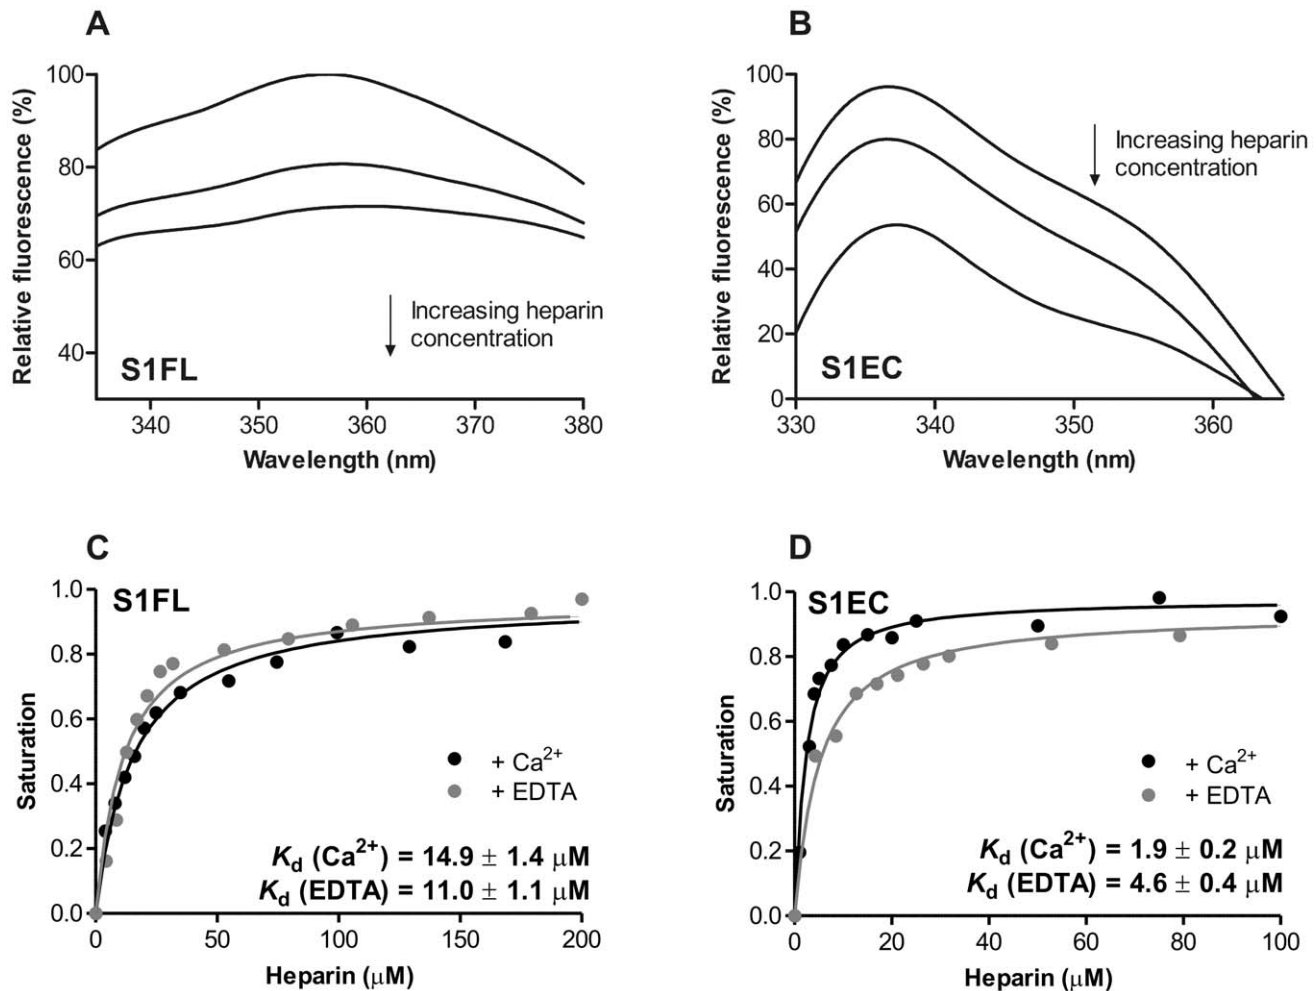 A
Relative fluorescence (%)
100
80
60
40
Increasing heparin
concentration
S1FL
340
350
360
370
380
Wavelength (nm)
B
Relative fluorescence (%)
100
80
60
40
20
0
Increasing heparin
concentration
S1EC
330
340
350
360
Wavelength (nm)
C
Saturation
1.0
0.8
0.6
0.4
0.2
0.0
S1FL
+ Ca²⁺
+ EDTA
K_d (Ca²⁺) = 14.9 ± 1.4 μM
K_d (EDTA) = 11.0 ± 1.1 μM
0
50
100
150
200
Heparin (μM)
D
Saturation
1.0
0.8
0.6
0.4
0.2
0.0
S1EC
+ Ca²⁺
+ EDTA
K_d (Ca²⁺) = 1.9 ± 0.2 μM
K_d (EDTA) = 4.6 ± 0.4 μM
0
20
40
60
80
100
Heparin (μM)